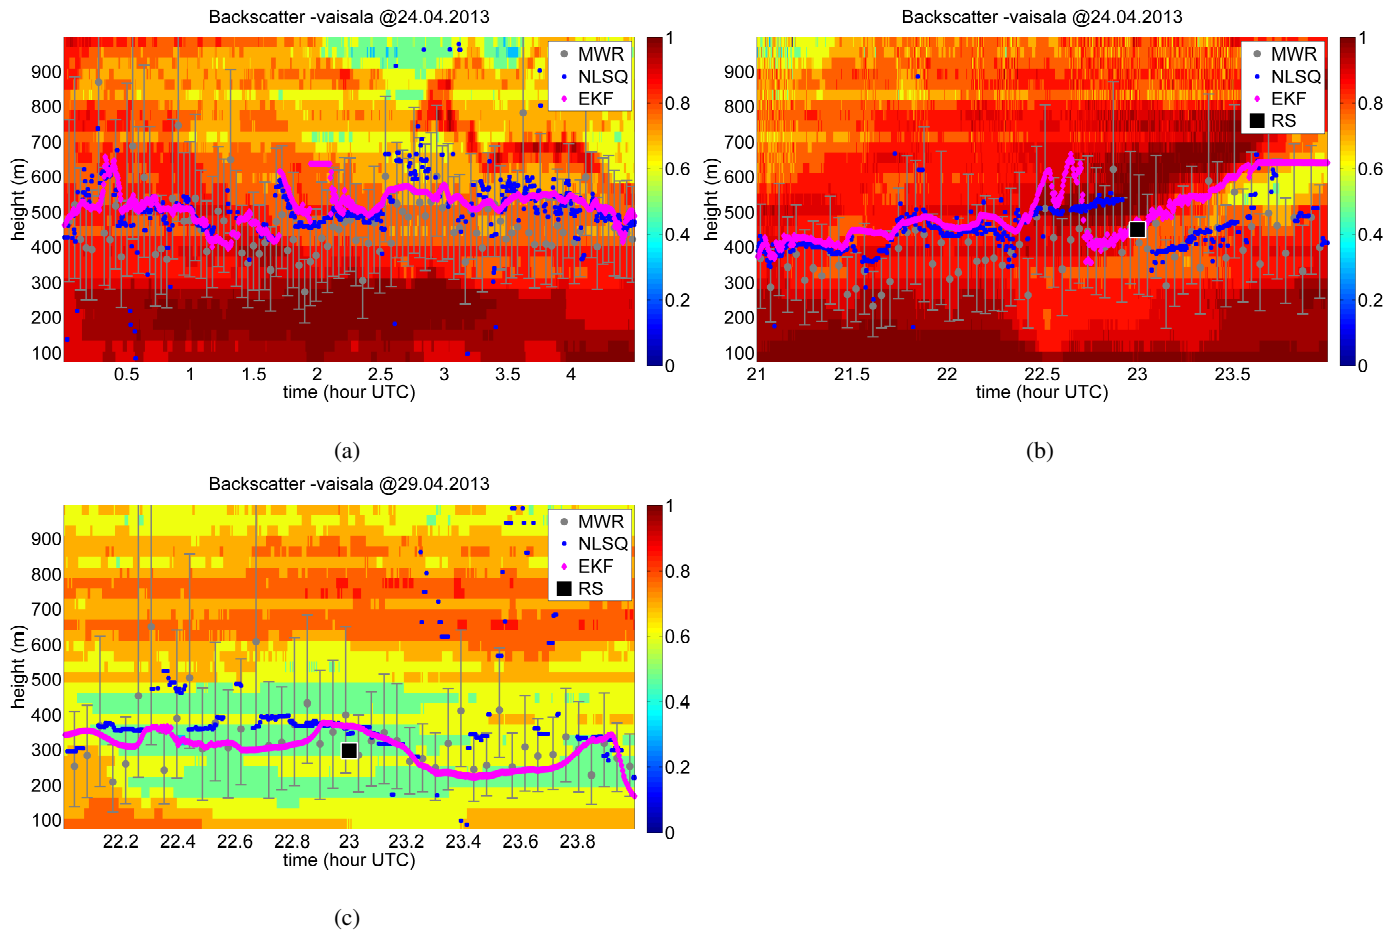 Backscatter -vaisala @24.04.2013
MWR
NLSQ
EKF
900
800
700
600
500
400
300
200
100
height (m)
0.5 1 1.5 2 2.5 3 3.5 4
time (hour UTC)
1
0.8
0.6
0.4
0.2
0
(a)
Backscatter -vaisala @24.04.2013
MWR
NLSQ
EKF
RS
900
800
700
600
500
400
300
200
100
height (m)
21 21.5 22 22.5 23 23.5
time (hour UTC)
1
0.8
0.6
0.4
0.2
0
(b)
Backscatter -vaisala @29.04.2013
MWR
NLSQ
EKF
RS
900
800
700
600
500
400
300
200
100
height (m)
22.2 22.4 22.6 22.8 23 23.2 23.4 23.6 23.8
time (hour UTC)
1
0.8
0.6
0.4
0.2
0
(c)